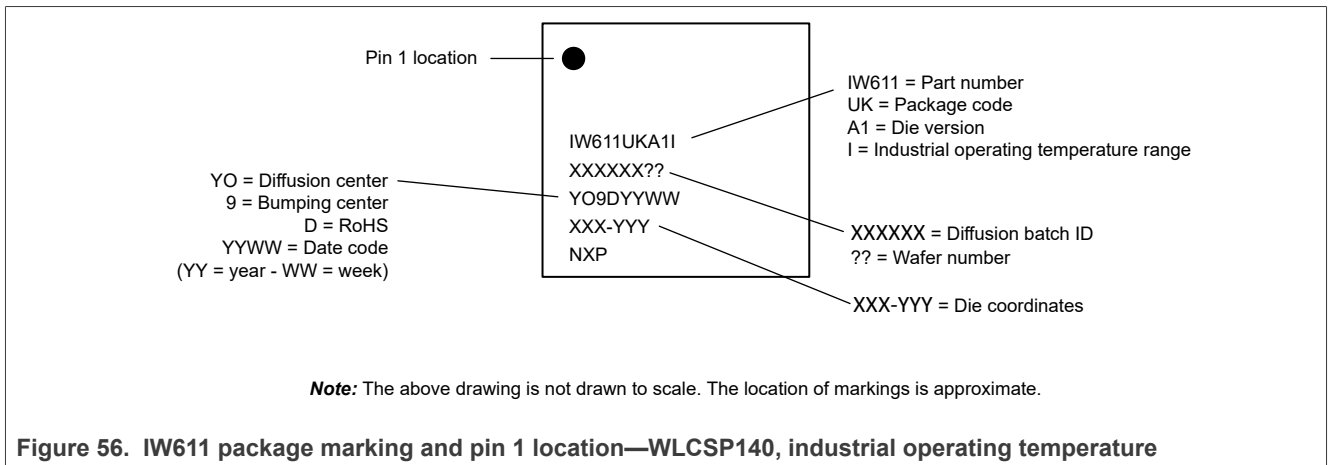 Pin 1 location
IW611UKA1I
XXXXXX??
YO9DYYWW
XXX-YYY
NXP
IW611 = Part number
UK = Package code
A1 = Die version
I = Industrial operating temperature range
YO = Diffusion center
9 = Bumping center
D = RoHS
YYWW = Date code
(YY = year - WW = week)
XXXXXX = Diffusion batch ID
?? = Wafer number
XXX-YYY = Die coordinates
Note: The above drawing is not drawn to scale. The location of markings is approximate.
Figure 56. IW611 package marking and pin 1 location—WLCSP140, industrial operating temperature